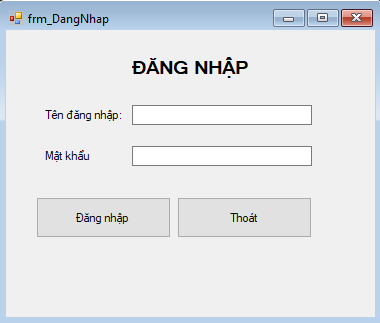 frm_DangNhap
ĐĂNG NHẬP
Tên đăng nhập:
Mật khẩu
Đăng nhập
Thoát